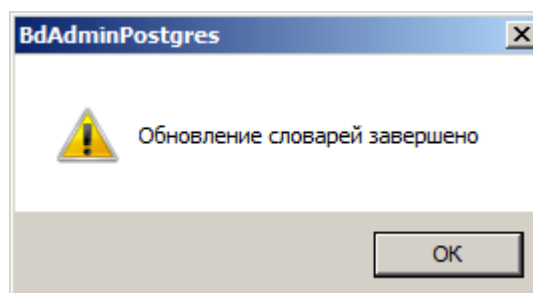 BdAdminPostgres
Обновление словарей завершено
OK